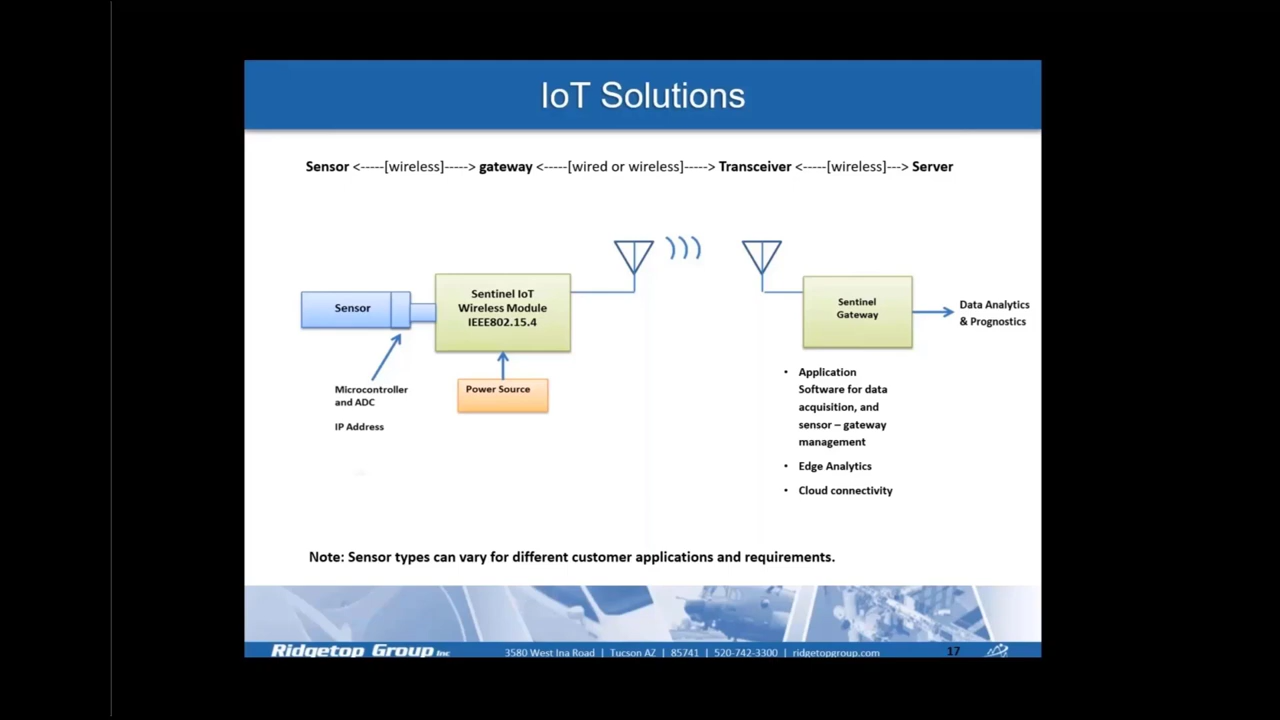 IoT Solutions
Sensor <-----[wireless]-----> gateway <-----[wired or wireless]-----> Transceiver <-----[wireless]---> Server
Sensor
Sentinel IoT
Wireless Module
IEEE802.15.4
Microcontroller
and ADC
IP Address
Power Source
Sentinel
Gateway
Data Analytics
& Prognostics
• Application
Software for data
acquisition, and
sensor – gateway
management
• Edge Analytics
• Cloud connectivity
Note: Sensor types can vary for different customer applications and requirements.
Ridgetop Group Inc
3580 West Ina Road | Tucson AZ | 85741 | 520-742-3300 | ridgetopgroup.com
17